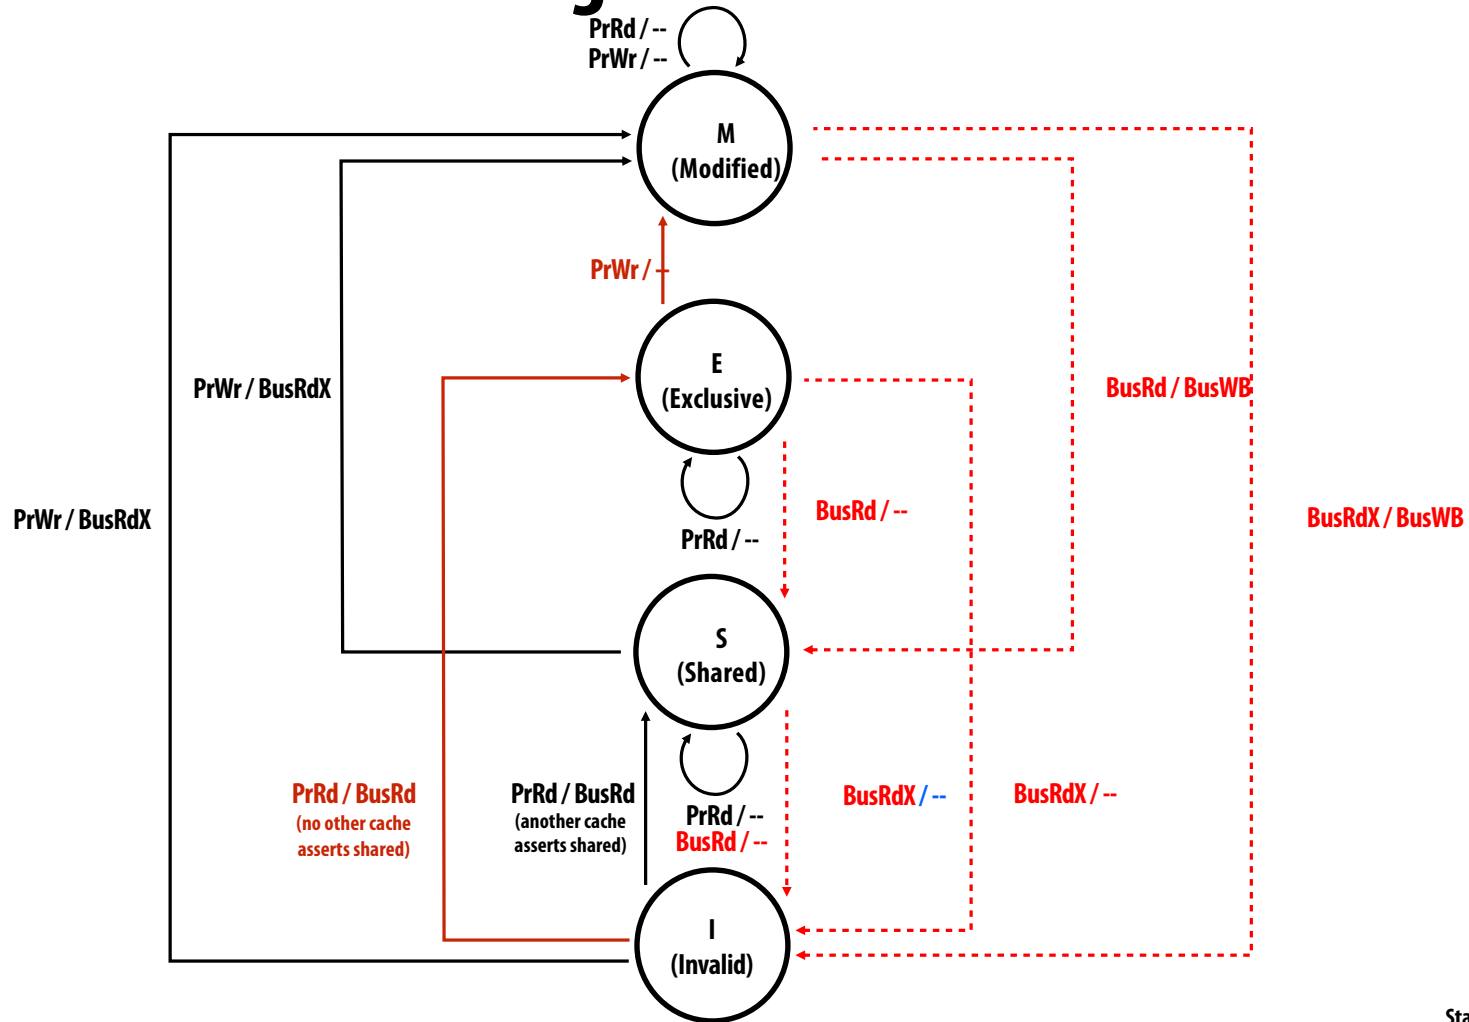 PrRd / --
PrWr / --
M
(Modified)
PrWr / --
E
(Exclusive)
PrWr / BusRdX
BusRd / BusWB
PrWr / BusRdX
BusRd / --
BusRdX / BusWB
PrRd / --
S
(Shared)
PrRd / BusRd
(no other cache
asserts shared)
PrRd / BusRd
(another cache
asserts shared)
PrRd / --
BusRd / --
BusRdX / --
BusRdX / --
I
(Invalid)